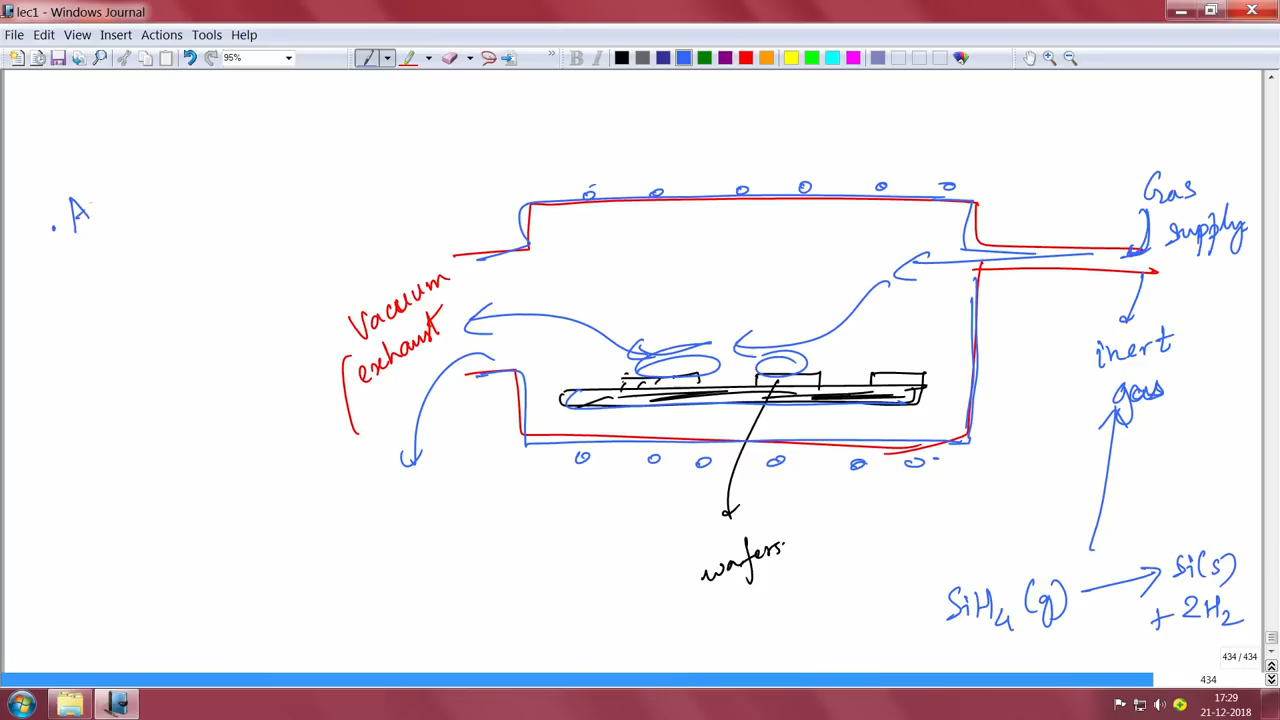 lec1 - Windows Journal
File Edit View Insert Actions Tools Help
95%
. A
Gas
supply
Vacuum
exhaust
inert
gas
wafers
SiH4 (g) → Si(s)
+ 2H2
434 / 434
434
17:29
21-12-2018